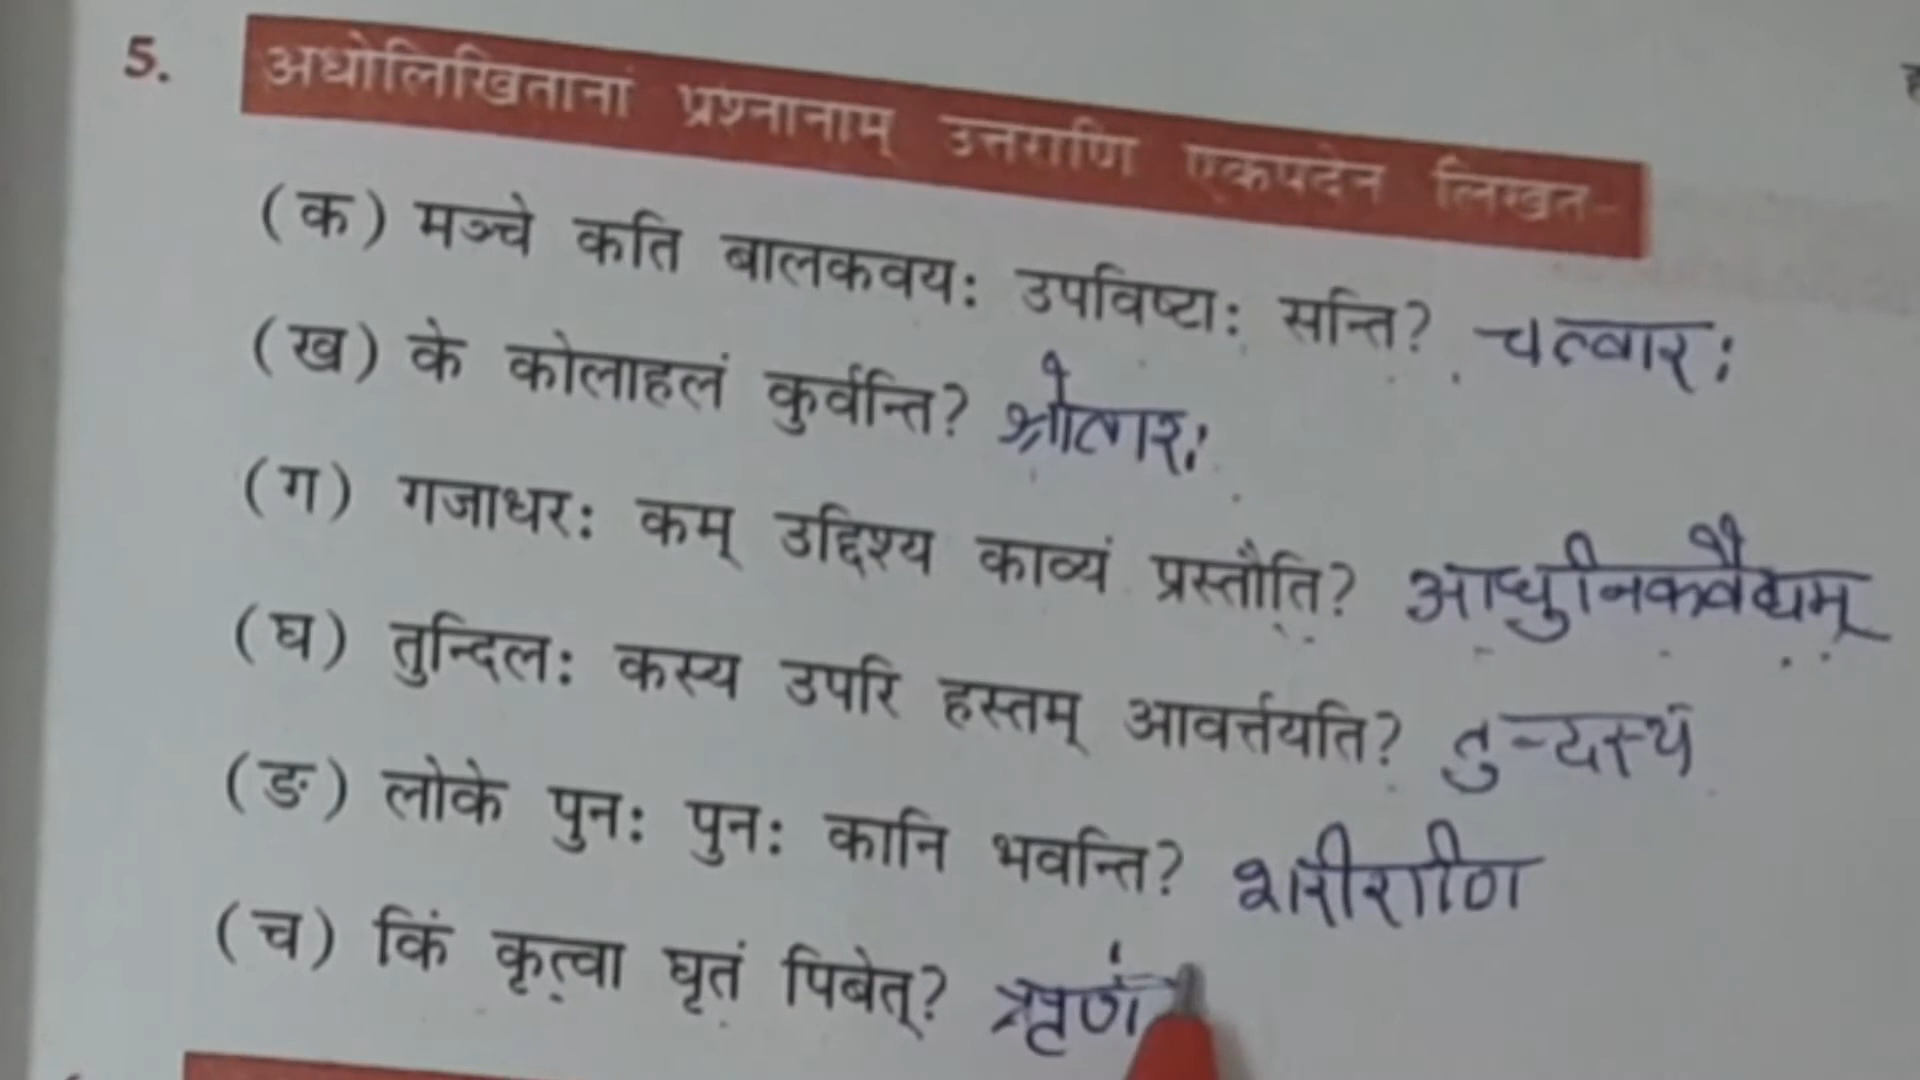 5. अधोलिखितानां प्रश्नानाम् उत्तराणि एकपदेन लिखत-
(क) मञ्चे कति बालकवयः उपविष्टाः सन्ति? चत्वारः
(ख) के कोलाहलं कुर्वन्ति? श्रोतारः
(ग) गजाधरः कम् उद्दिश्य काव्यं प्रस्तौति? आधुनिकवैद्यम्
(घ) तुन्दिलः कस्य उपरि हस्तम् आवर्त्तयति? तुन्दस्य
(ङ) लोके पुनः पुनः कानि भवन्ति? शरीराणि
(च) किं कृत्वा घृतं पिबेत्? ऋणं